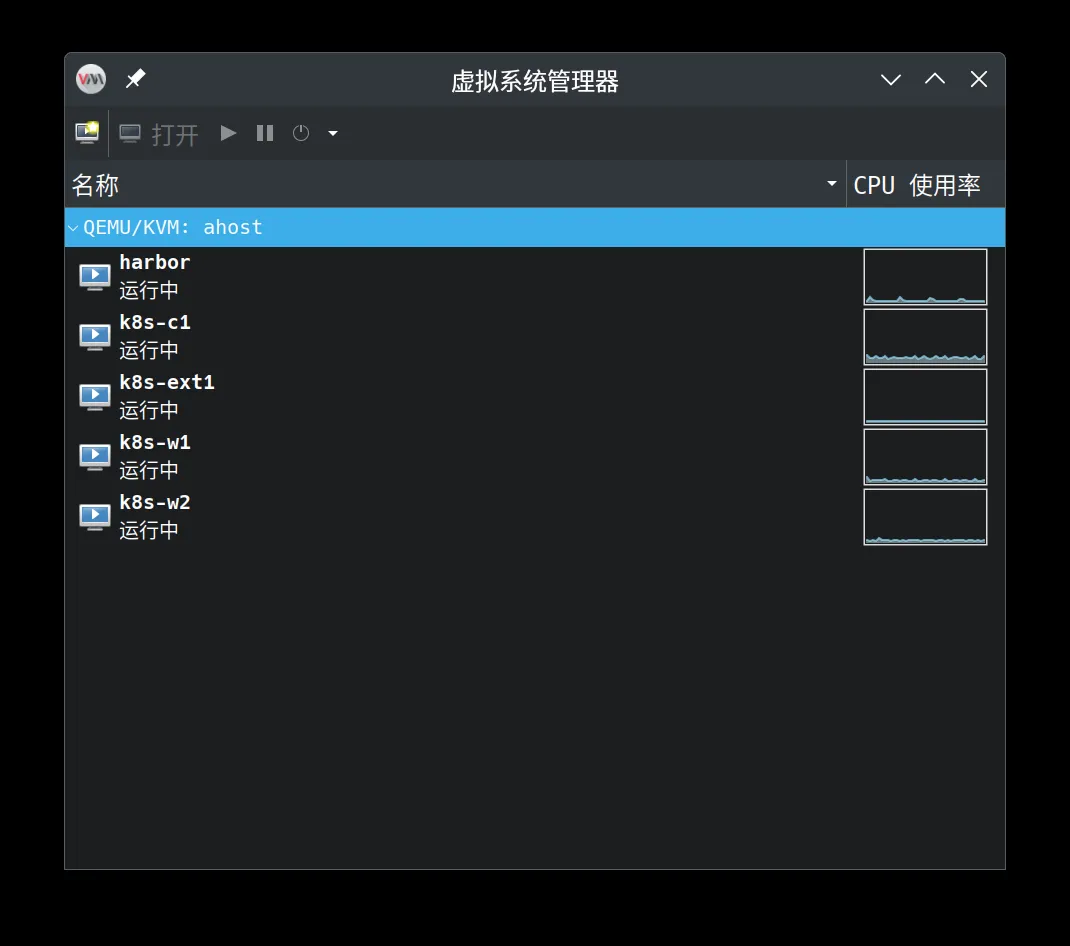 虚拟系统管理器
打开
名称 CPU 使用率
QEMU/KVM: ahost
harbor
运行中
k8s-c1
运行中
k8s-ext1
运行中
k8s-w1
运行中
k8s-w2
运行中